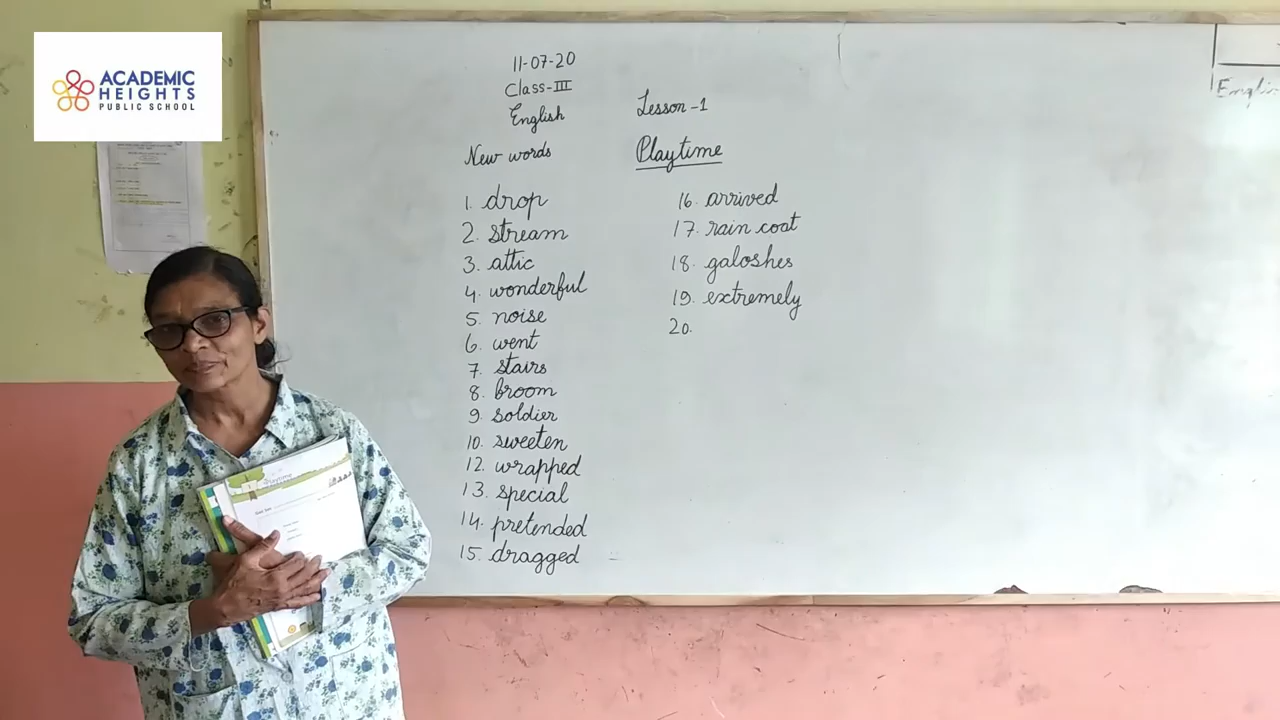 ACADEMIC
HEIGHTS
PUBLIC SCHOOL
11-07-20
Class-III
English
Lesson-1
New words
Playtime
1. drop
2. stream
3. attic
4. wonderful
5. noise
6. went
7. stairs
8. broom
9. soldier
10. sweeten
12. wrapped
13. special
14. pretended
15. dragged
16. arrived
17. rain coat
18. galoshes
19. extremely
20.
Playtime